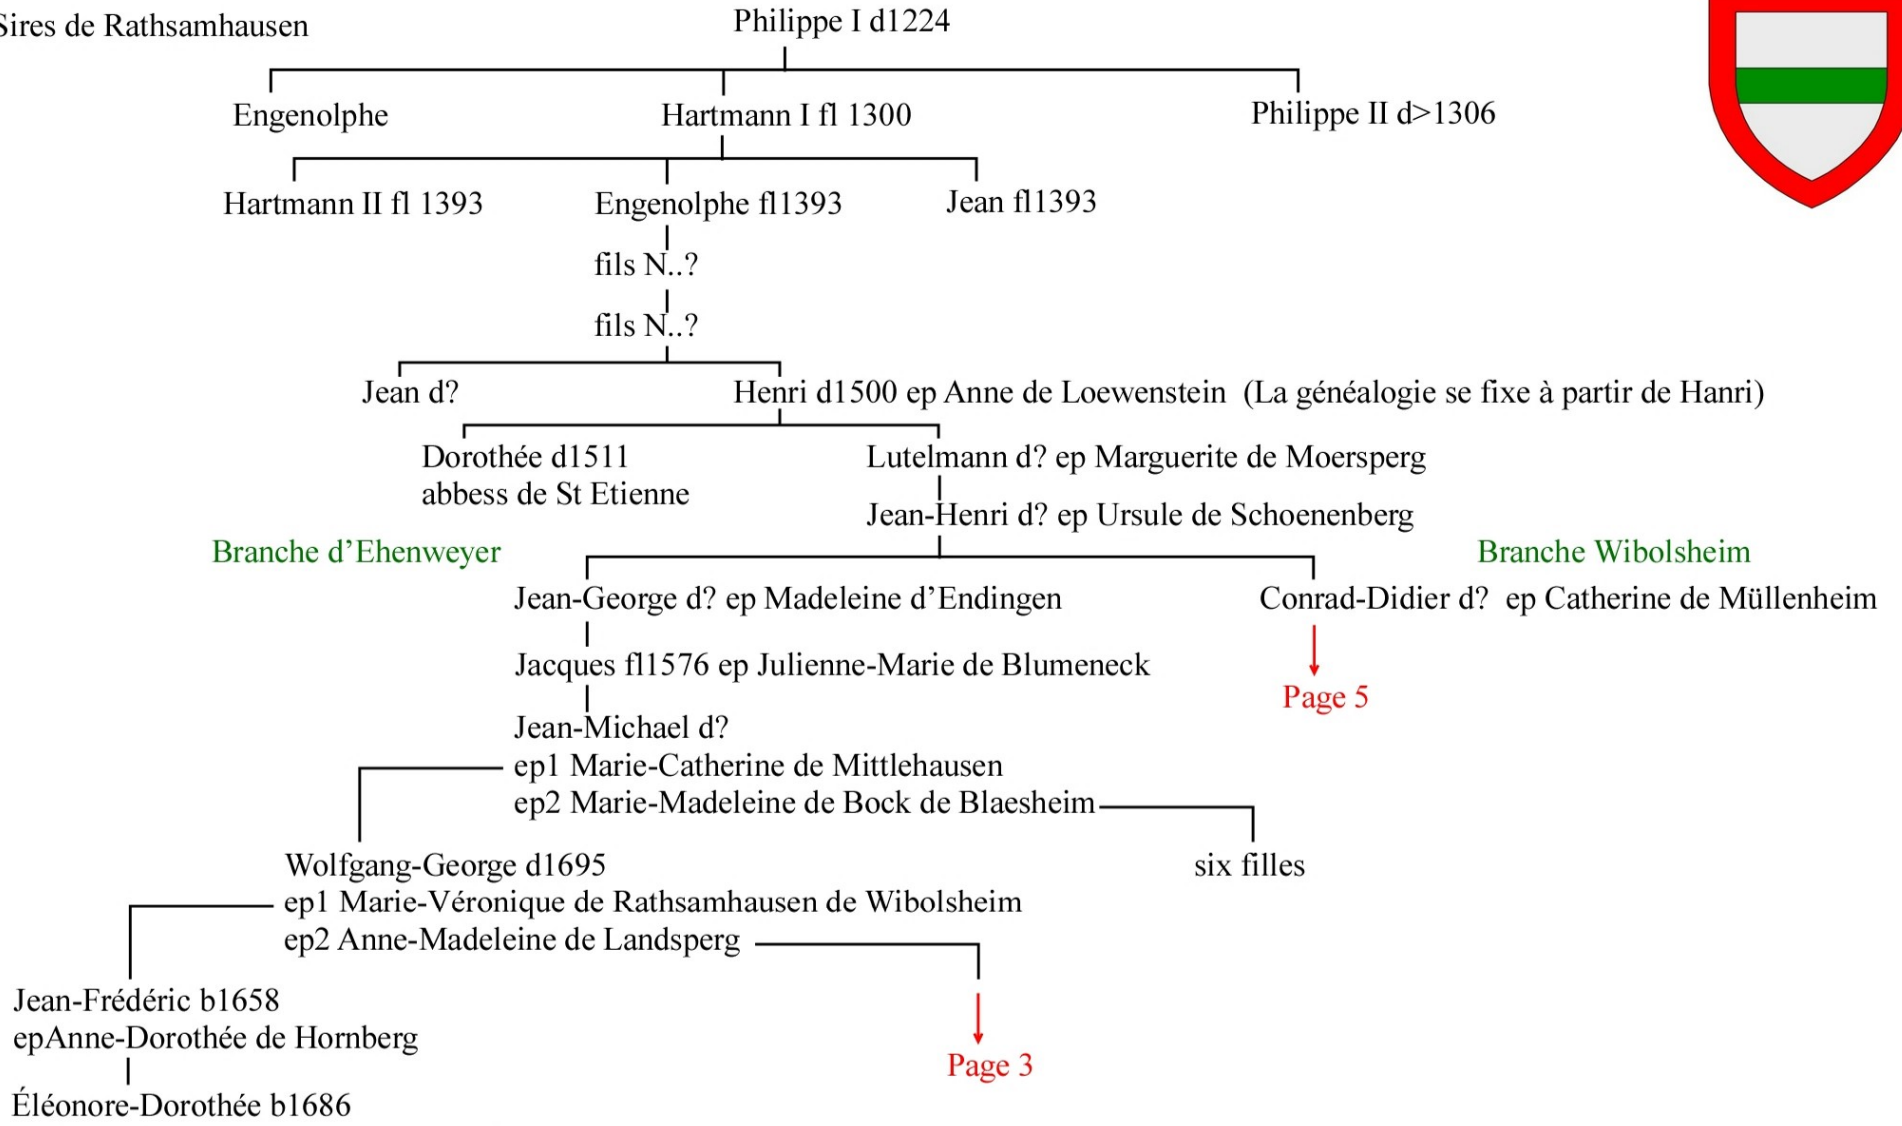 Sires de Rathsamhausen
Philippe I d1224
Engenolphe
Hartmann I fl 1300
Philippe II d>1306
Hartmann II fl 1393
Engenolphe fl1393
Jean fl1393
fils N..?
fils N..?
Jean d?
Henri d1500 ep Anne de Loewenstein (La généalogie se fixe à partir de Hanri)
Dorothée d1511
abbess de St Etienne
Lutelmann d? ep Marguerite de Moersperg
Jean-Henri d? ep Ursule de Schoenenberg
Branche d’Ehenweyer
Branche Wibolsheim
Jean-George d? ep Madeleine d’Endingen
Conrad-Didier d? ep Catherine de Müllenheim
Jacques fl1576 ep Julienne-Marie de Blumeneck
Page 5
Jean-Michael d?
ep1 Marie-Catherine de Mittlehausen
ep2 Marie-Madeleine de Bock de Blaesheim
Wolfgang-George d1695
six filles
ep1 Marie-Véronique de Rathsamhausen de Wibolsheim
ep2 Anne-Madeleine de Landsperg
Jean-Frédéric b1658
epAnne-Dorothée de Hornberg
Page 3
Éléonore-Dorothée b1686